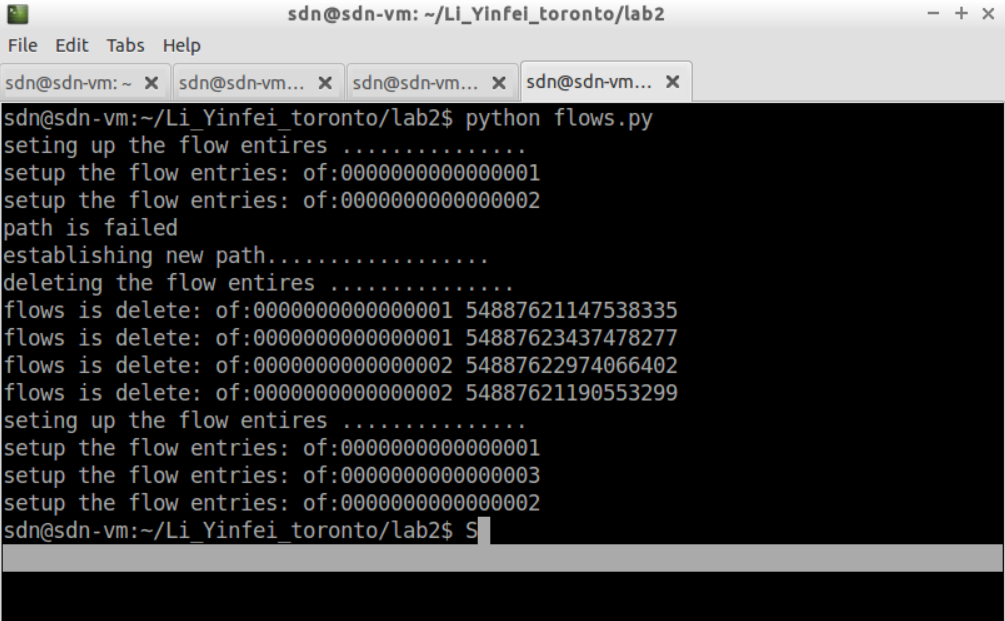 sdn@sdn-vm: ~/Li_Yinfei_toronto/lab2
File Edit Tabs Help
sdn@sdn-vm: ~ sdn@sdn-vm... sdn@sdn-vm... sdn@sdn-vm...
sdn@sdn-vm:~/Li_Yinfei_toronto/lab2$ python flows.py
seting up the flow entires ...............
setup the flow entries: of:0000000000000001
setup the flow entries: of:0000000000000002
path is failed
establishing new path..................
deleting the flow entires ...............
flows is delete: of:0000000000000001 54887621147538335
flows is delete: of:0000000000000001 54887623437478277
flows is delete: of:0000000000000002 54887622974066402
flows is delete: of:0000000000000002 54887621190553299
seting up the flow entires ...............
setup the flow entries: of:0000000000000001
setup the flow entries: of:0000000000000003
setup the flow entries: of:0000000000000002
sdn@sdn-vm:~/Li_Yinfei_toronto/lab2$ S